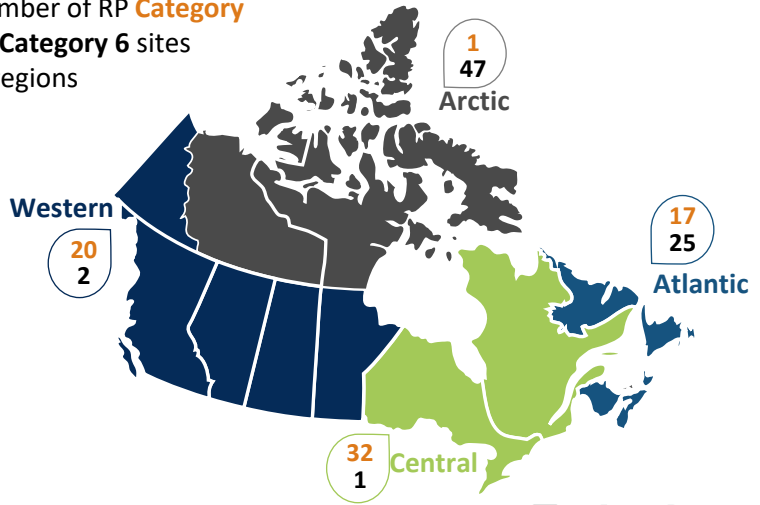 mber of RP Category
Category 6 sites
egions
1
47
Arctic
Western
20
2
17
25
Atlantic
32
1
Central